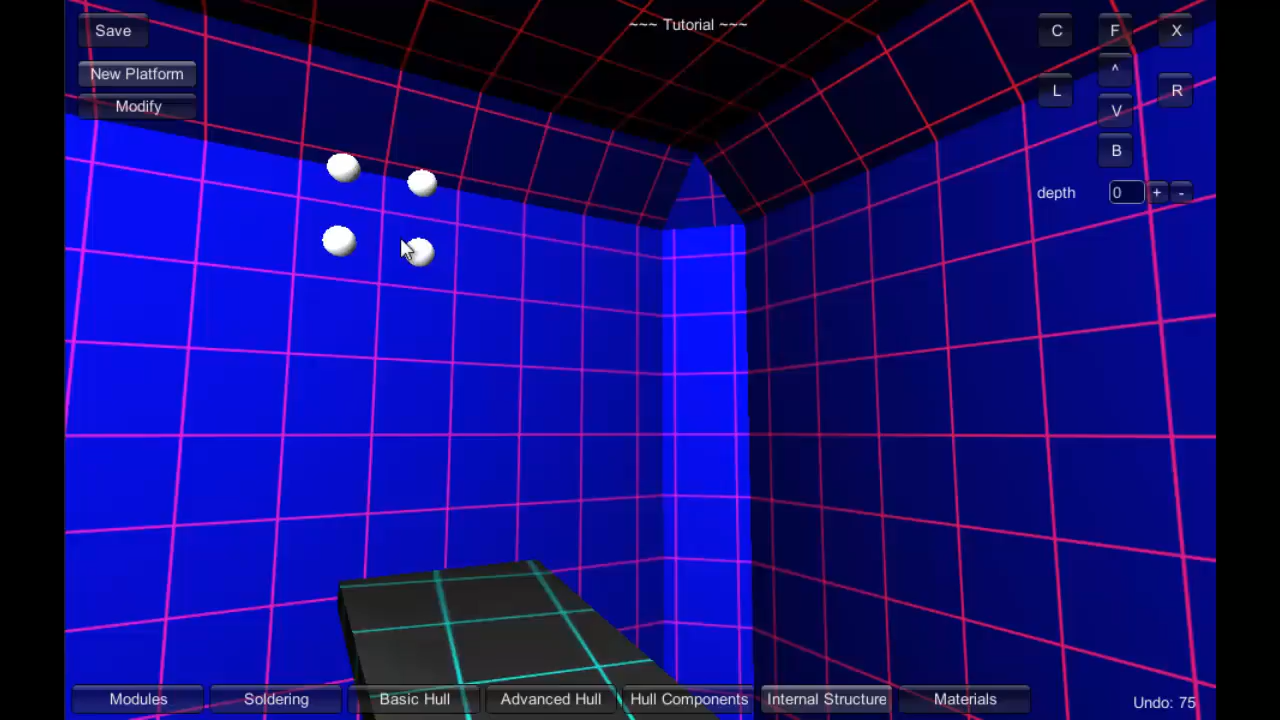 Save
~~~ Tutorial ~~~
C F X
New Platform
^
Modify
L R
V
B
depth 0 + -
Modules Soldering Basic Hull Advanced Hull Hull Components Internal Structure Materials
Undo: 75